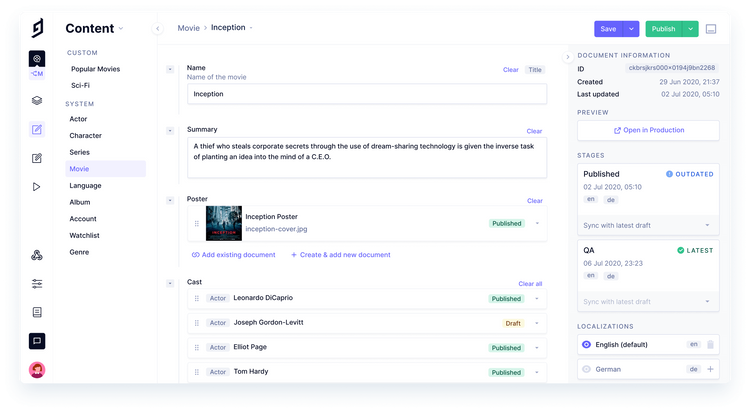 Content
Movie > Inception
Save
Publish
CM
CUSTOM
Popular Movies
Sci-Fi
SYSTEM
Actor
Character
Series
Movie
Language
Album
Account
Watchlist
Genre
Name
Name of the movie
Clear
Title
Inception
Summary
Clear
A thief who steals corporate secrets through the use of dream-sharing technology is given the inverse task
of planting an idea into the mind of a C.E.O.
Poster
Clear
INCEPTION
Inception Poster
inception-cover.jpg
Published
Add existing document
+ Create & add new document
Cast
Clear all
Actor Leonardo DiCaprio Published
Actor Joseph Gordon-Levitt Draft
Actor Elliot Page Published
Actor Tom Hardy Published
DOCUMENT INFORMATION
ID ckbrsjkrs000x0194j9bn2268
Created 29 Jun 2020, 21:37
Last updated 02 Jul 2020, 05:10
PREVIEW
Open in Production
STAGES
Published OUTDATED
02 Jul 2020, 05:10
en de
Sync with latest draft
QA LATEST
06 Jul 2020, 23:23
en de
Sync with latest draft
LOCALIZATIONS
English (default) en
German de